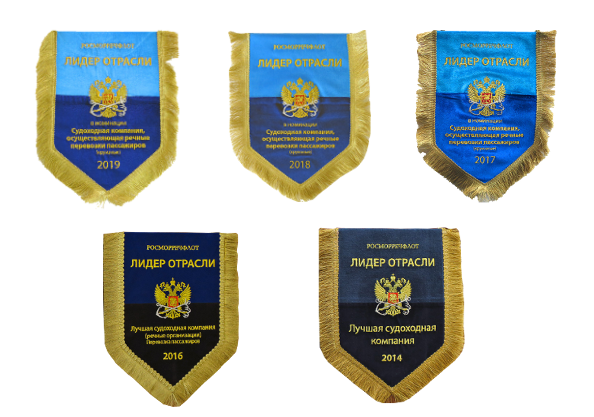 РОСМОРРЕЧФЛОТ
ЛИДЕР ОТРАСЛИ
В НОМИНАЦИИ
Судоходная компания,
осуществляющая речные
перевозки пассажиров
2019
РОСМОРРЕЧФЛОТ
ЛИДЕР ОТРАСЛИ
В НОМИНАЦИИ
Судоходная компания,
осуществляющая речные
перевозки пассажиров
2018
РОСМОРРЕЧФЛОТ
ЛИДЕР ОТРАСЛИ
В НОМИНАЦИИ
Судоходная компания,
осуществляющая речные
перевозки пассажиров
2017
РОСМОРРЕЧФЛОТ
ЛИДЕР ОТРАСЛИ
Лучшая судоходная компания
(речные организации)
Перевозка пассажиров
2016
РОСМОРРЕЧФЛОТ
ЛИДЕР ОТРАСЛИ
Лучшая судоходная
компания
2014